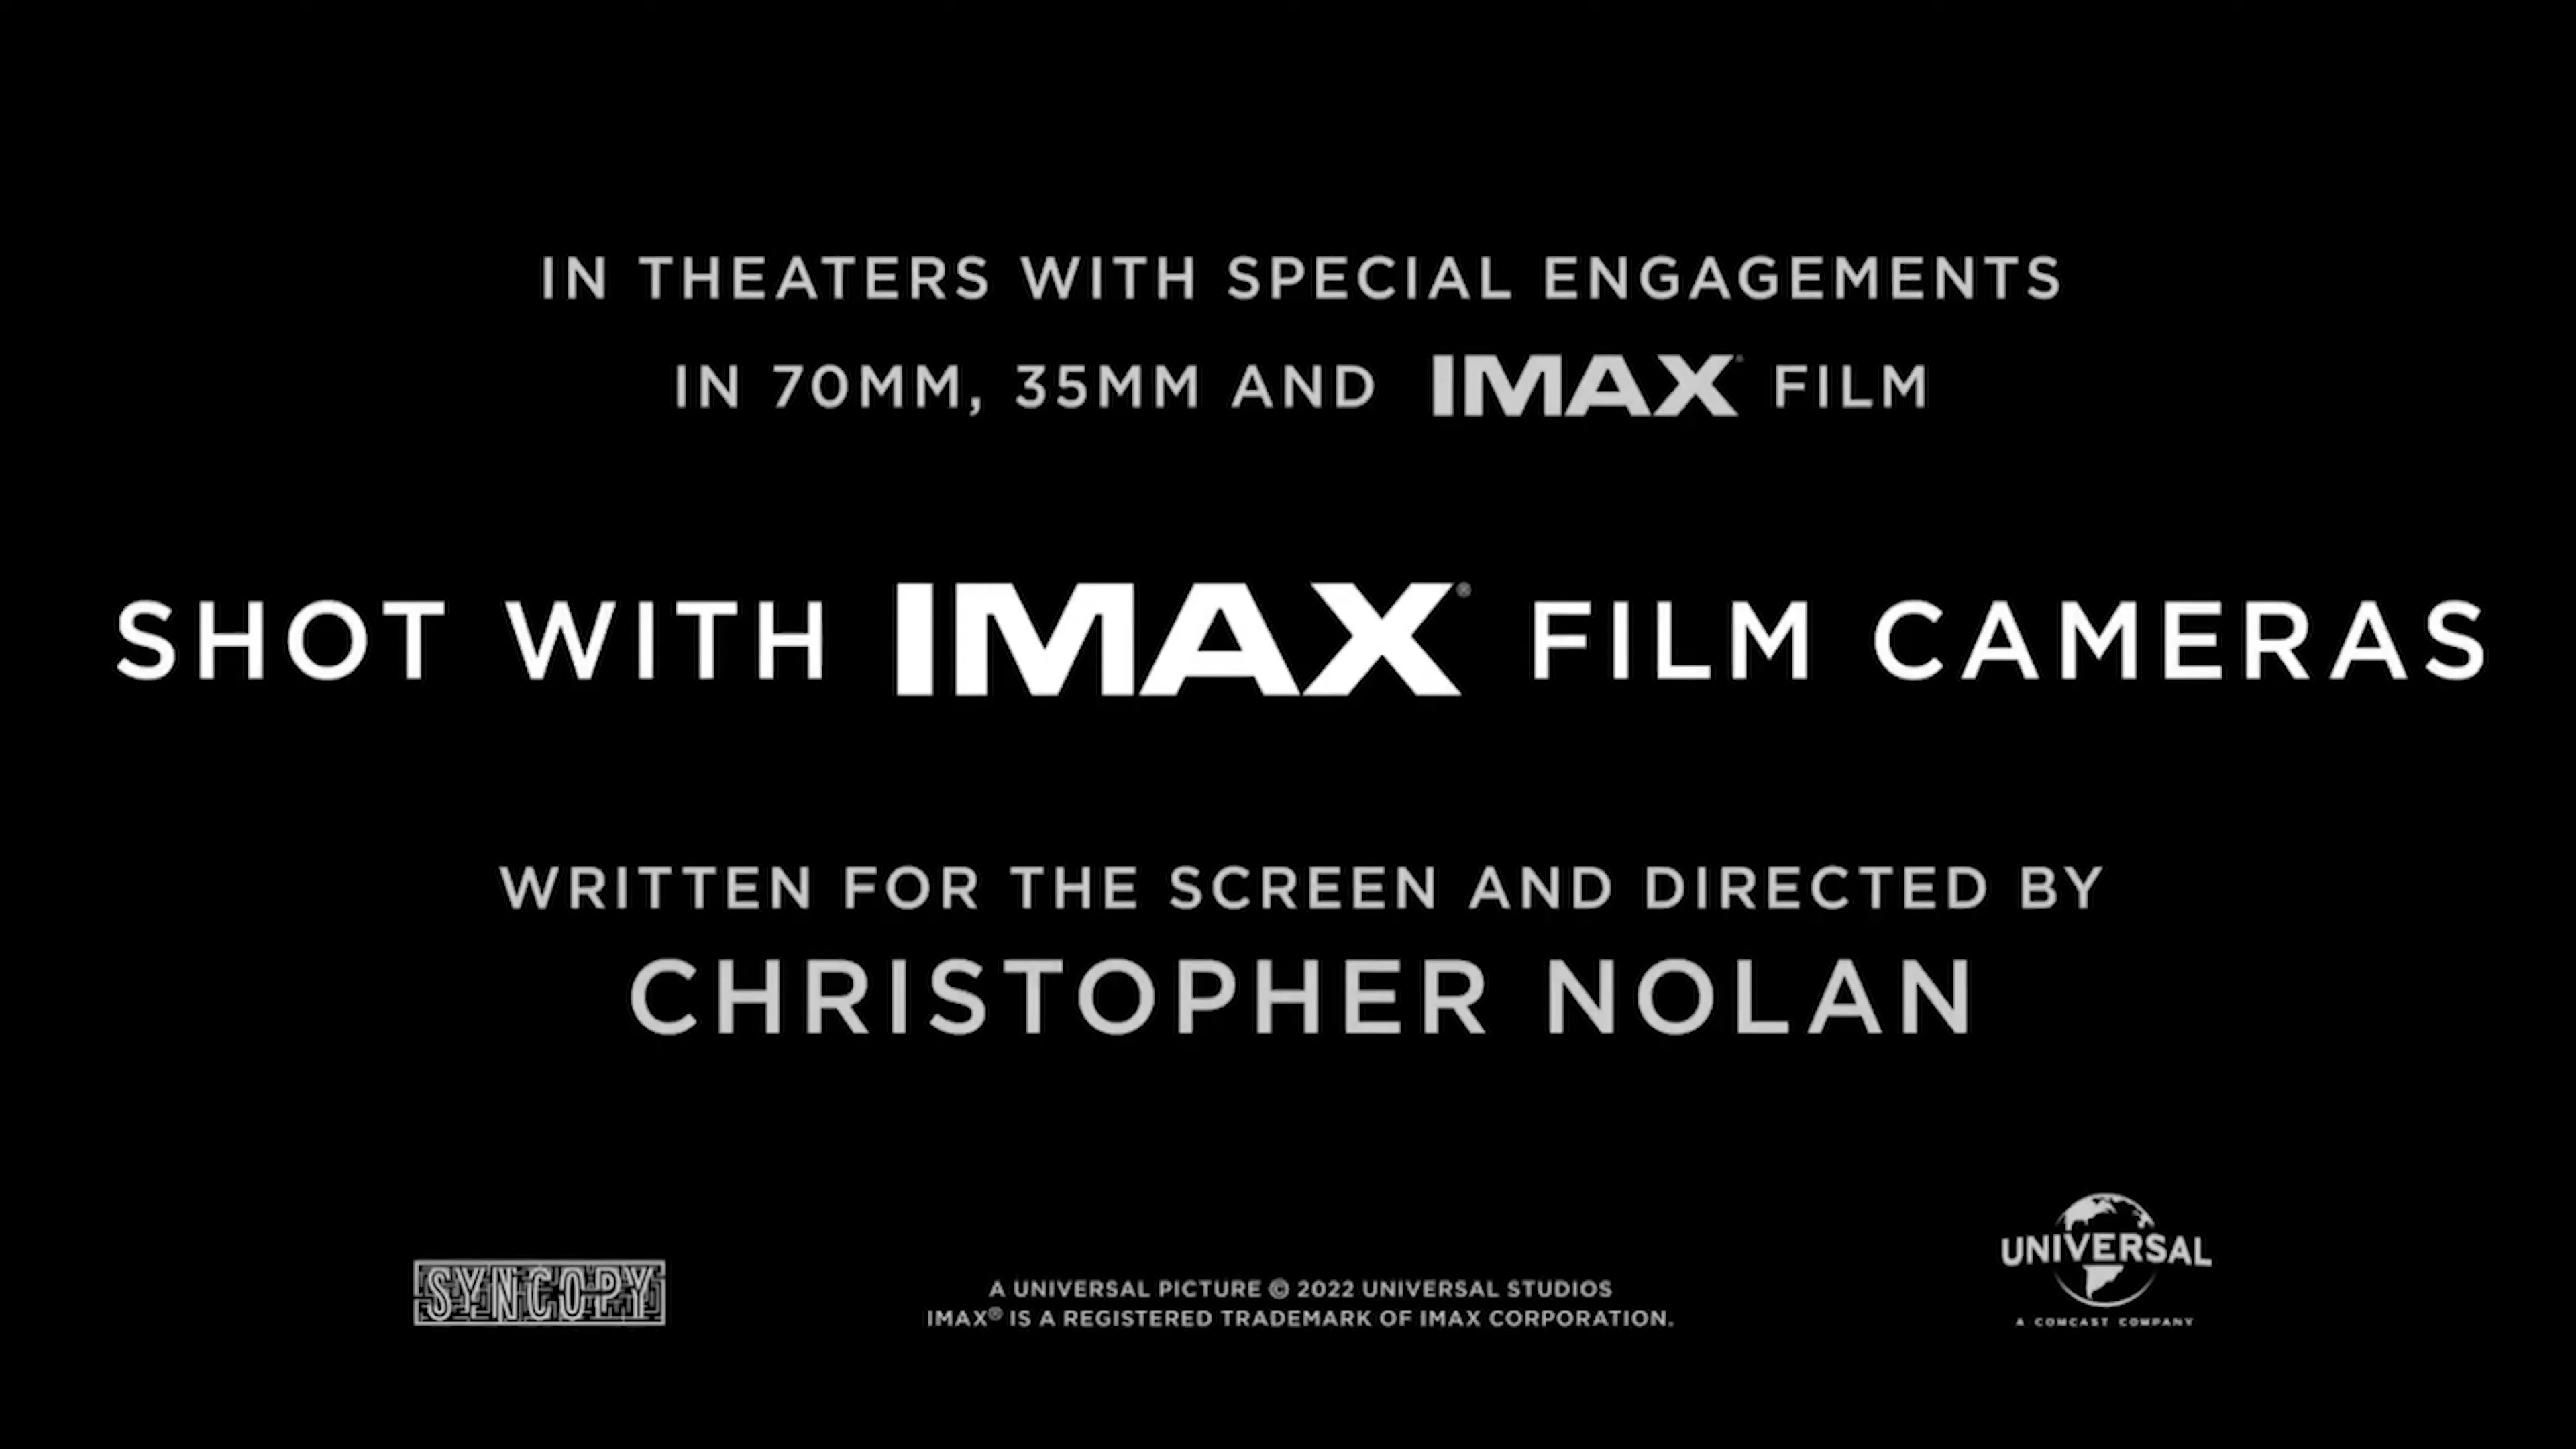 IN THEATERS WITH SPECIAL ENGAGEMENTS
IN 70MM, 35MM AND IMAX® FILM
SHOT WITH IMAX® FILM CAMERAS
WRITTEN FOR THE SCREEN AND DIRECTED BY
CHRISTOPHER NOLAN
SYNCOPY
A UNIVERSAL PICTURE © 2022 UNIVERSAL STUDIOS
IMAX® IS A REGISTERED TRADEMARK OF IMAX CORPORATION.
UNIVERSAL
A COMCAST COMPANY